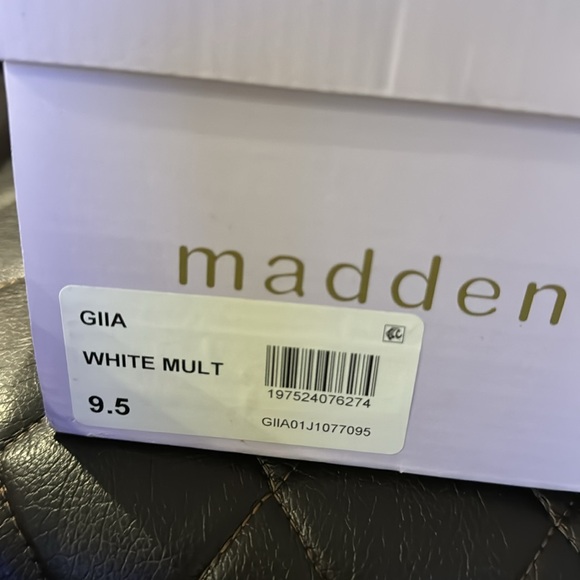 madden
GIIA
WHITE MULT
9.5
197524076274
GIIA01J1077095